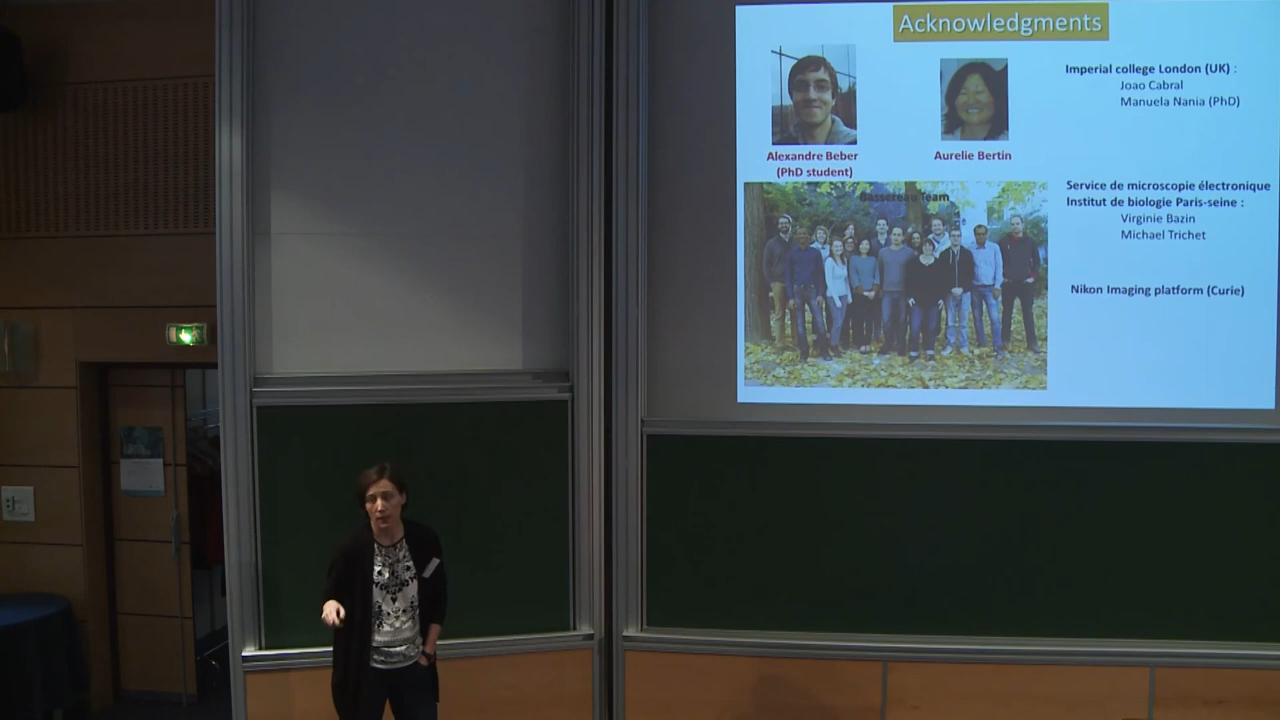 Acknowledgments
Alexandre Beber
(PhD student)
Aurelie Bertin
Bassereau Team
Imperial college London (UK) :
Joao Cabral
Manuela Nania (PhD)
Service de microscopie électronique
Institut de biologie Paris-seine :
Virginie Bazin
Michael Trichet
Nikon Imaging platform (Curie)